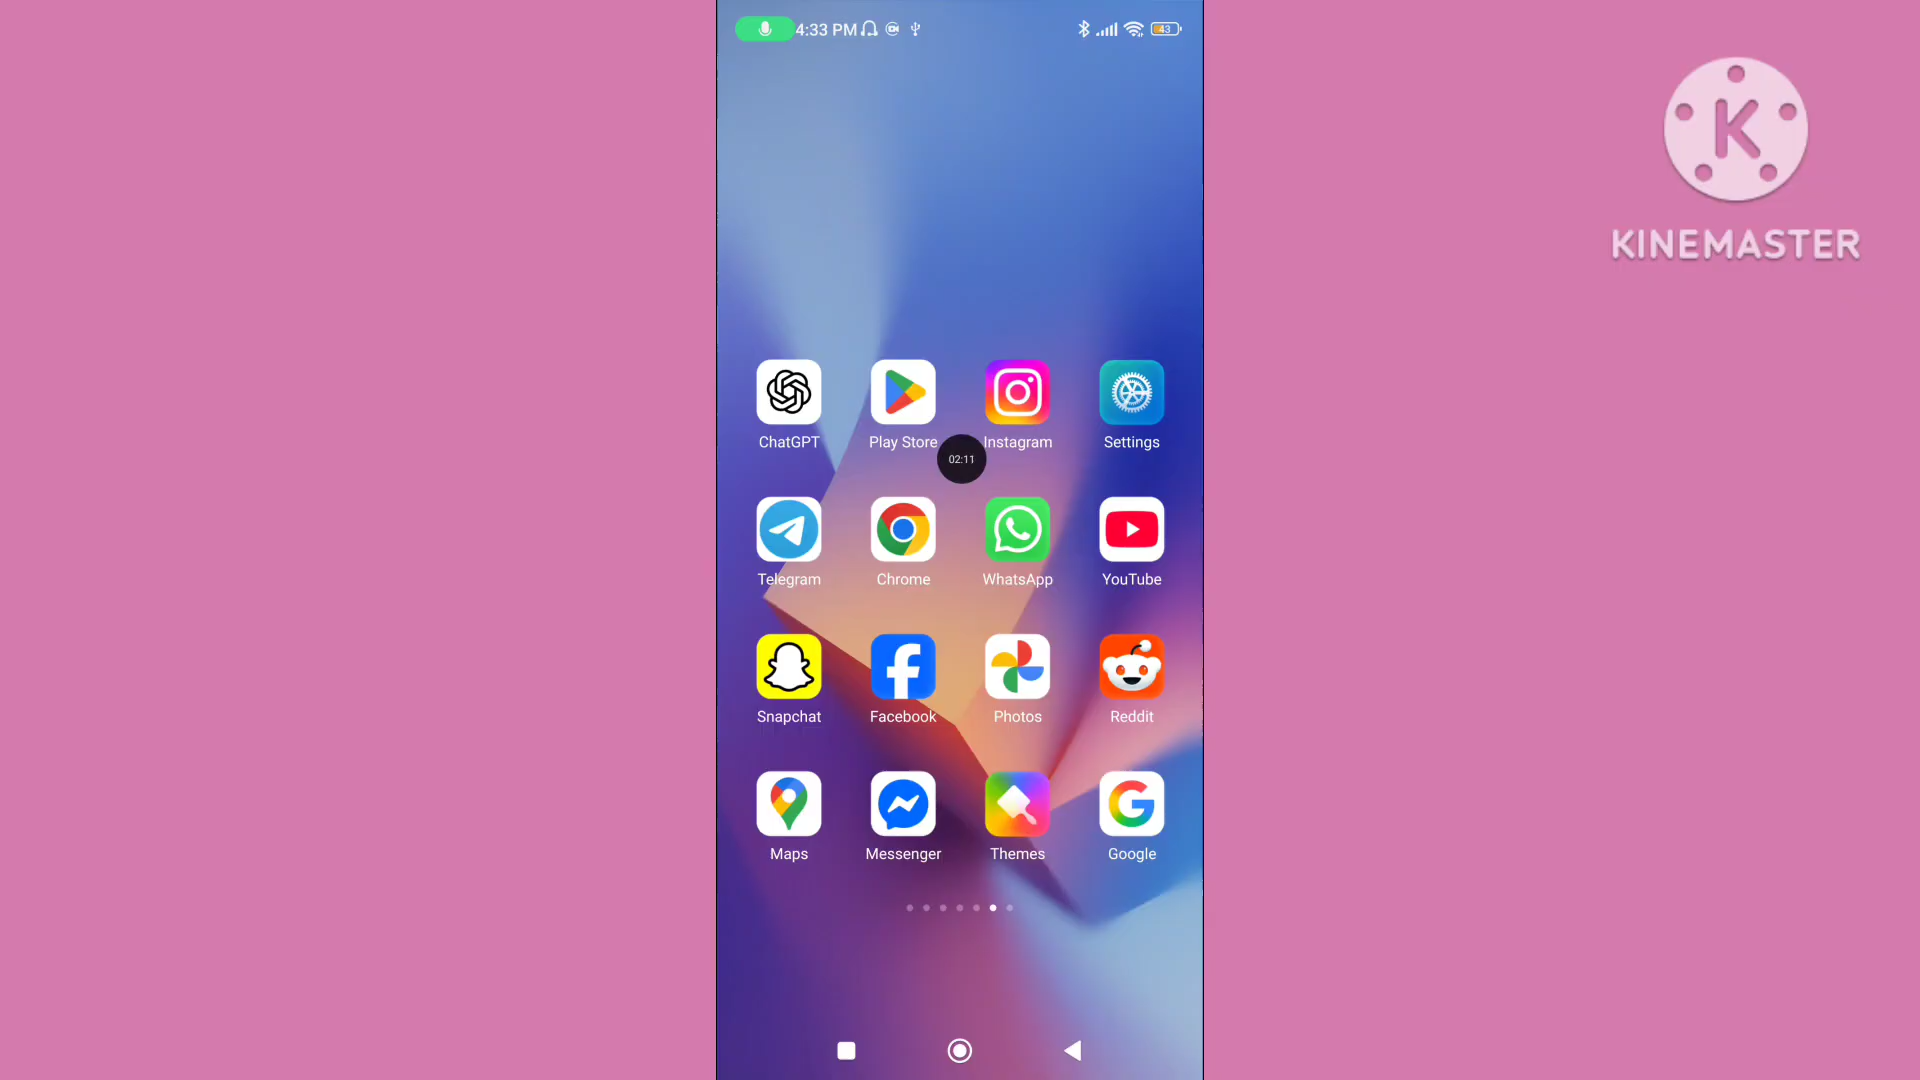 4:33 PM
43
K
KINEMASTER
ChatGPT
Play Store
Instagram
Settings
02:11
Telegram
Chrome
WhatsApp
YouTube
Snapchat
Facebook
Photos
Reddit
Maps
Messenger
Themes
Google